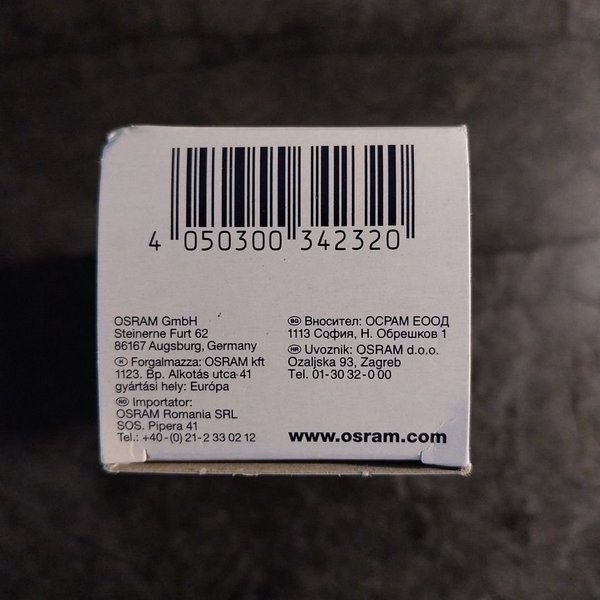 4 050300 342320
OSRAM GmbH
Steinerne Furt 62
86167 Augsburg, Germany
H Forgalmazza: OSRAM kft
1123. Bp. Alkotás utca 41
gyártási hely: Európa
RO Importator:
OSRAM Romania SRL
SOS. Pipera 41
Tel.: +40-(0) 21-2 33 02 12
BG Вносител: ОСРАМ ЕООД
1113 София, Н. Обрешков 1
HR Uvoznik: OSRAM d.o.o.
Ozaljska 93, Zagreb
Tel. 01-30 32-0 00
www.osram.com